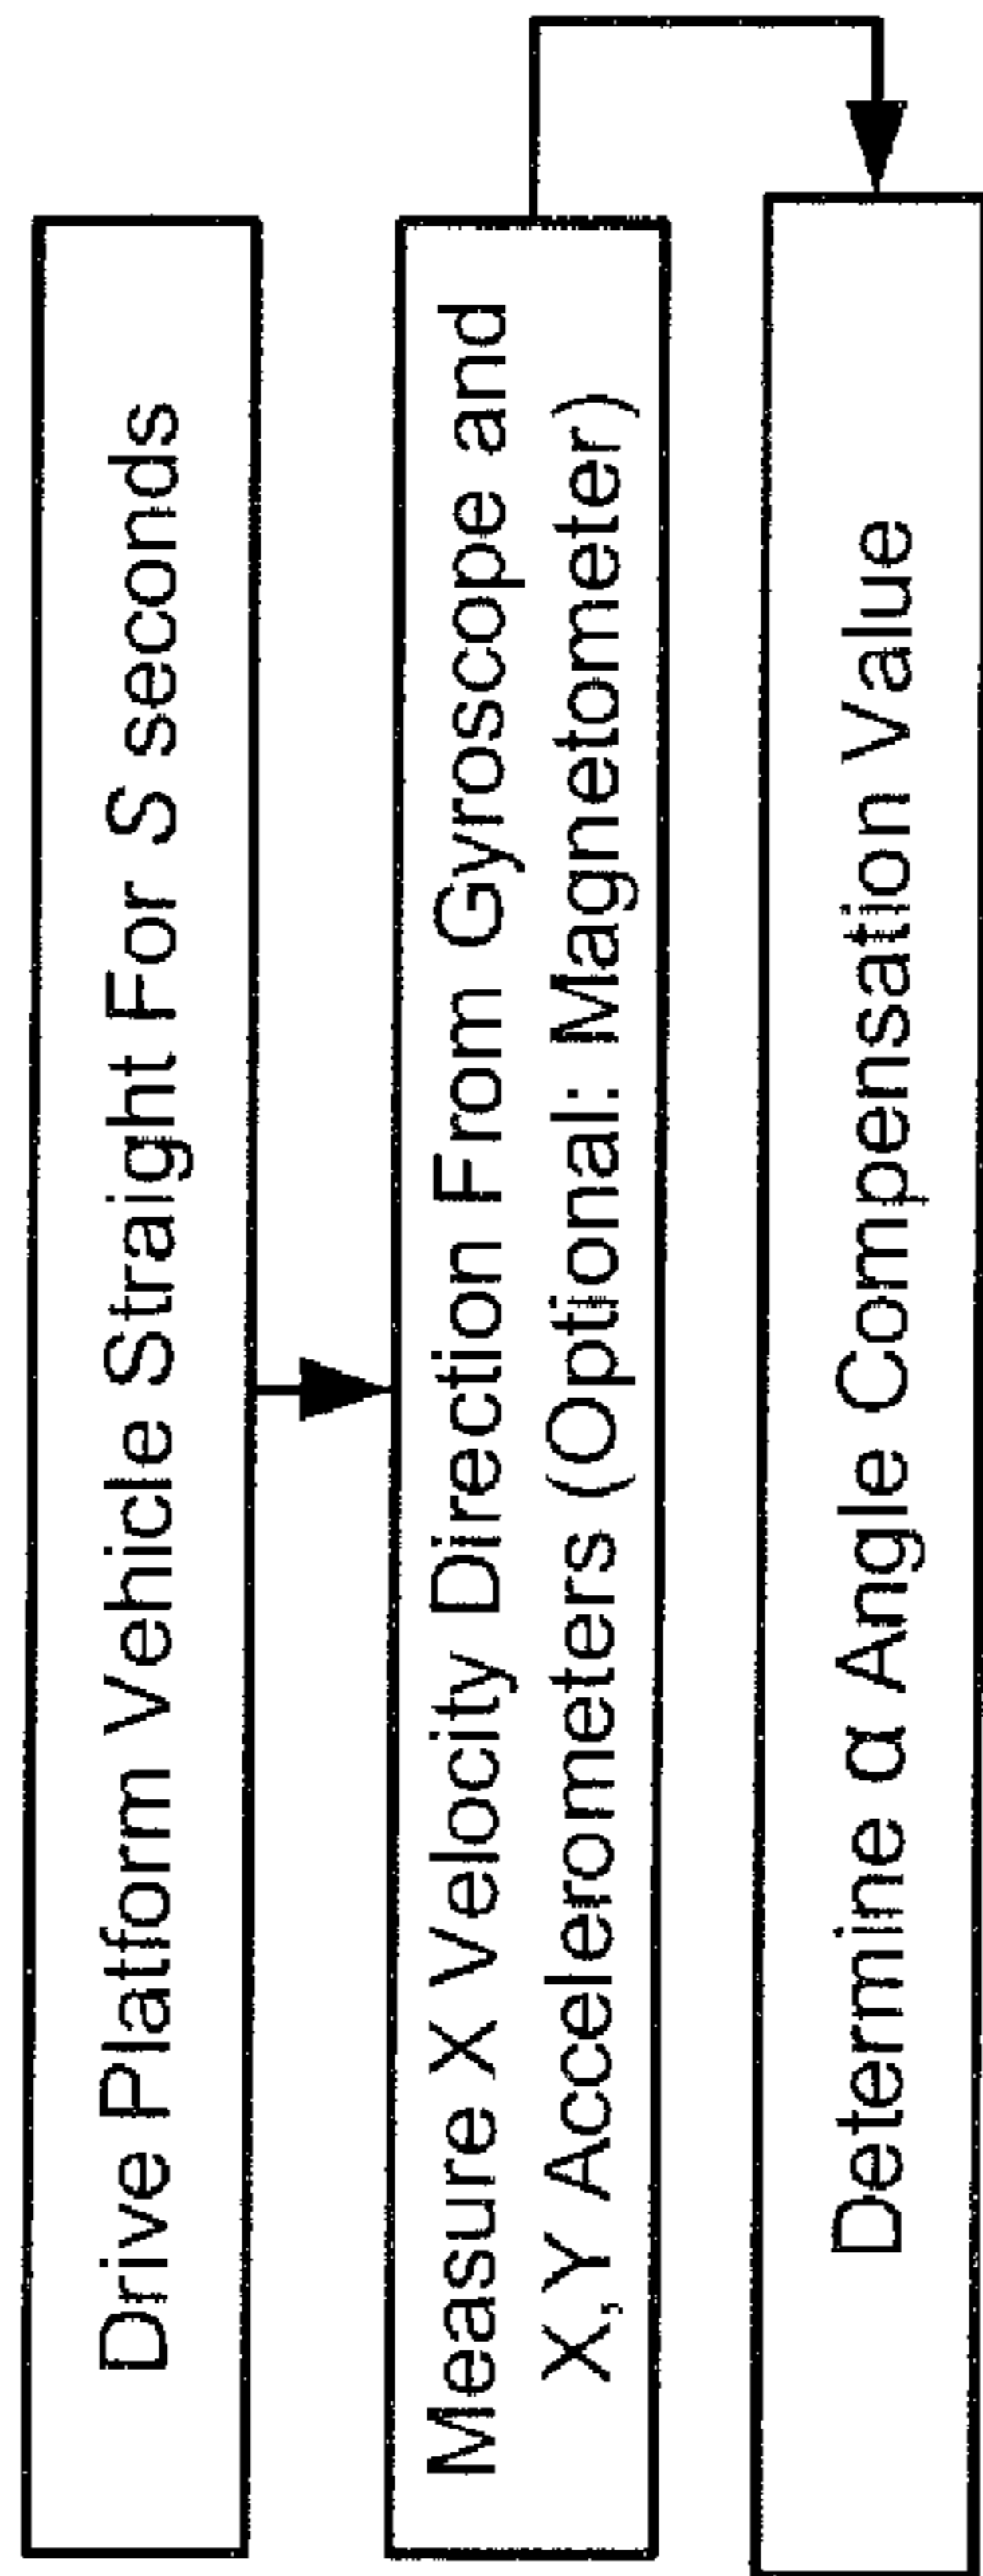 Drive Platform Vehicle Straight For S seconds
Measure X Velocity Direction From Gyroscope and
X,Y Accelerometers (Optional: Magnetometer)
Determine α Angle Compensation Value